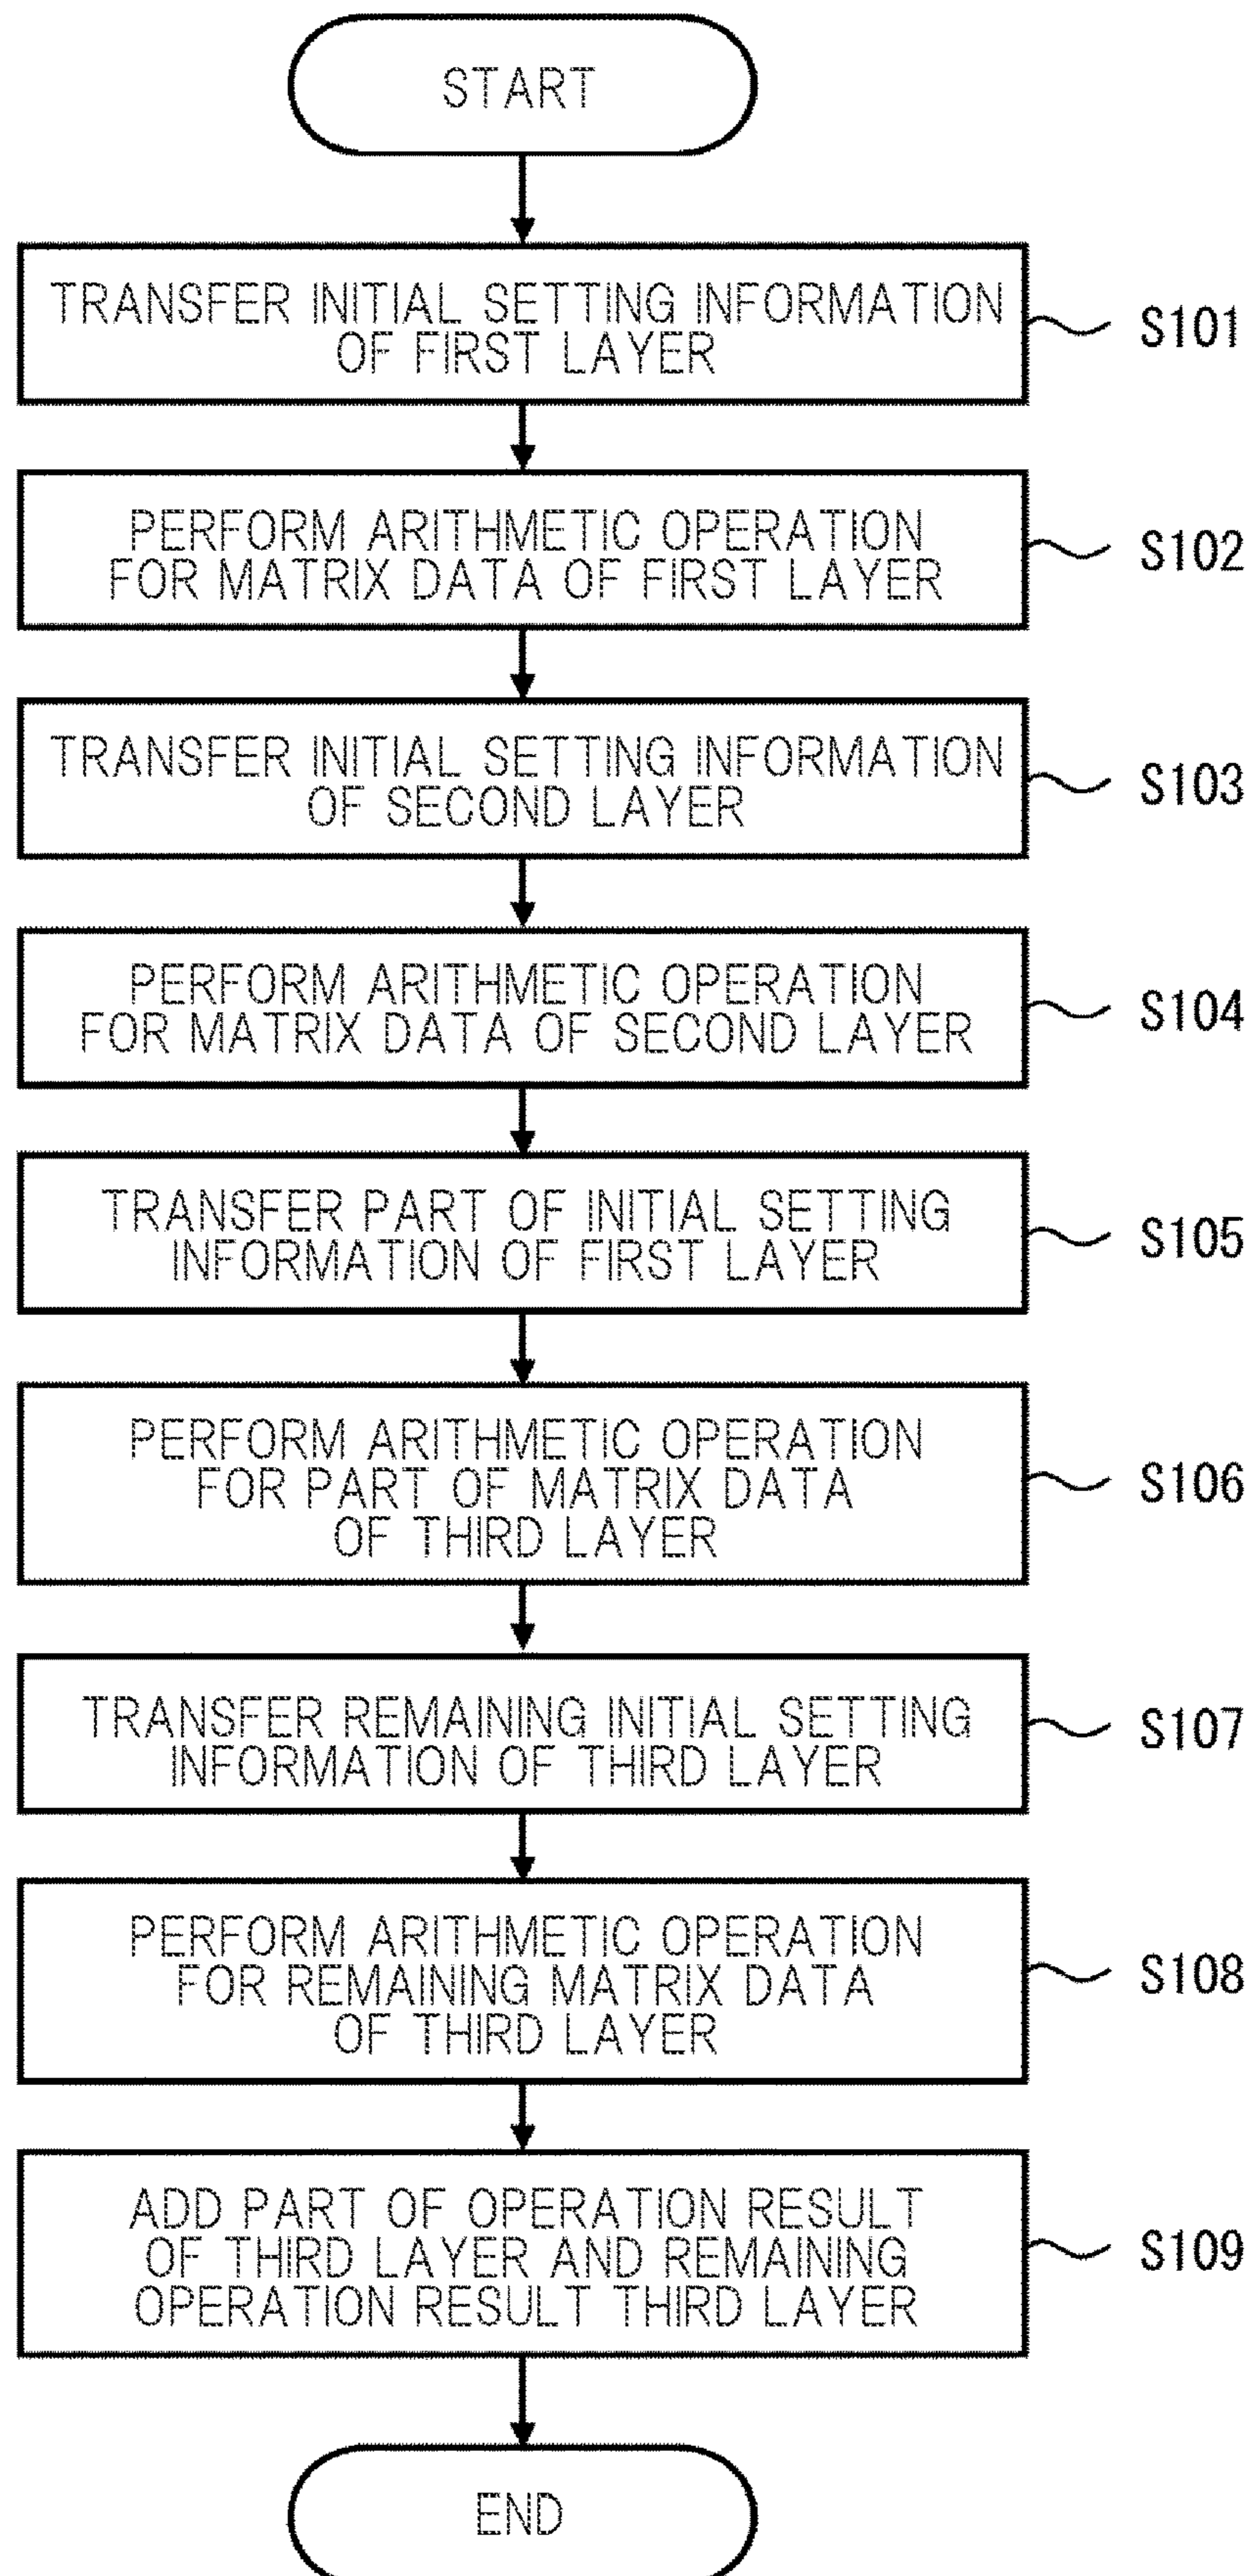 START
TRANSFER INITIAL SETTING INFORMATION
OF FIRST LAYER
S101
PERFORM ARITHMETIC OPERATION
FOR MATRIX DATA OF FIRST LAYER
S102
TRANSFER INITIAL SETTING INFORMATION
OF SECOND LAYER
S103
PERFORM ARITHMETIC OPERATION
FOR MATRIX DATA OF SECOND LAYER
S104
TRANSFER PART OF INITIAL SETTING
INFORMATION OF FIRST LAYER
S105
PERFORM ARITHMETIC OPERATION
FOR PART OF MATRIX DATA
OF THIRD LAYER
S106
TRANSFER REMAINING INITIAL SETTING
INFORMATION OF THIRD LAYER
S107
PERFORM ARITHMETIC OPERATION
FOR REMAINING MATRIX DATA
OF THIRD LAYER
S108
ADD PART OF OPERATION RESULT
OF THIRD LAYER AND REMAINING
OPERATION RESULT THIRD LAYER
S109
END